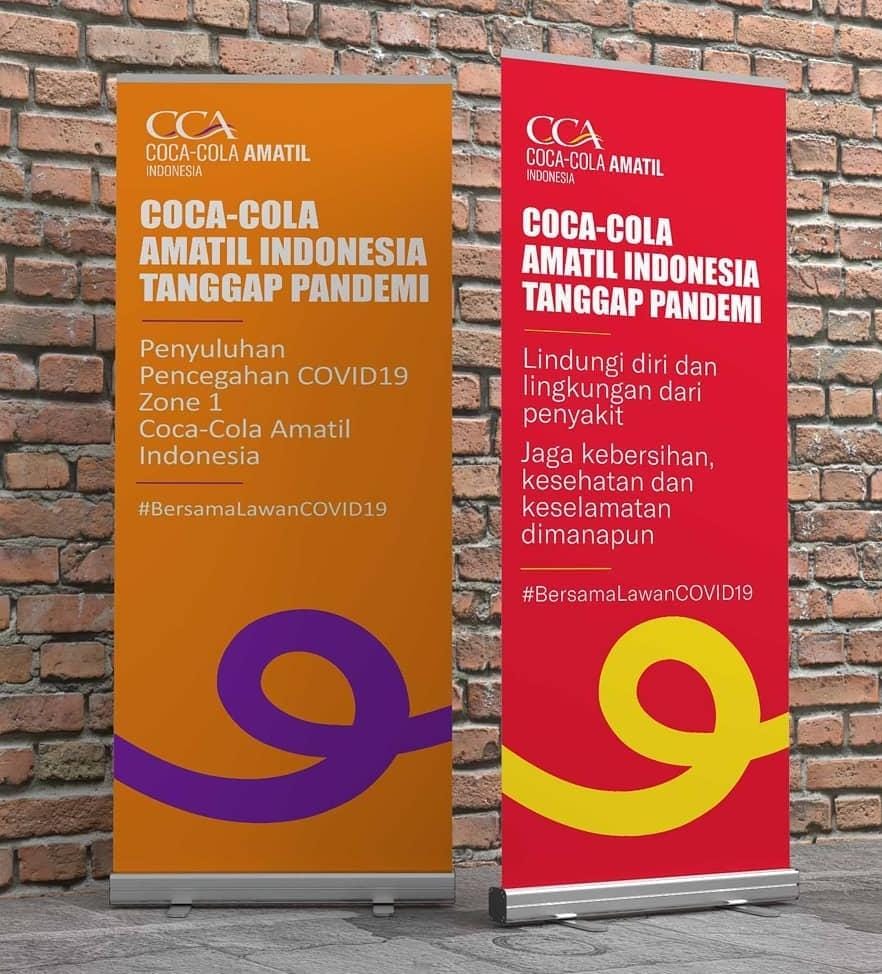 CCA
COCA-COLA AMATIL
INDONESIA
COCA-COLA
AMATIL INDONESIA
TANGGAP PANDEMI
Penyuluhan
Pencegahan COVID19
Zone 1
Coca-Cola Amatil
Indonesia
#BersamaLawanCOVID19
CCA
COCA-COLA AMATIL
INDONESIA
COCA-COLA
AMATIL INDONESIA
TANGGAP PANDEMI
Lindungi diri dan
lingkungan dari
penyakit
Jaga kebersihan,
kesehatan dan
keselamatan
dimanapun
#BersamaLawanCOVID19